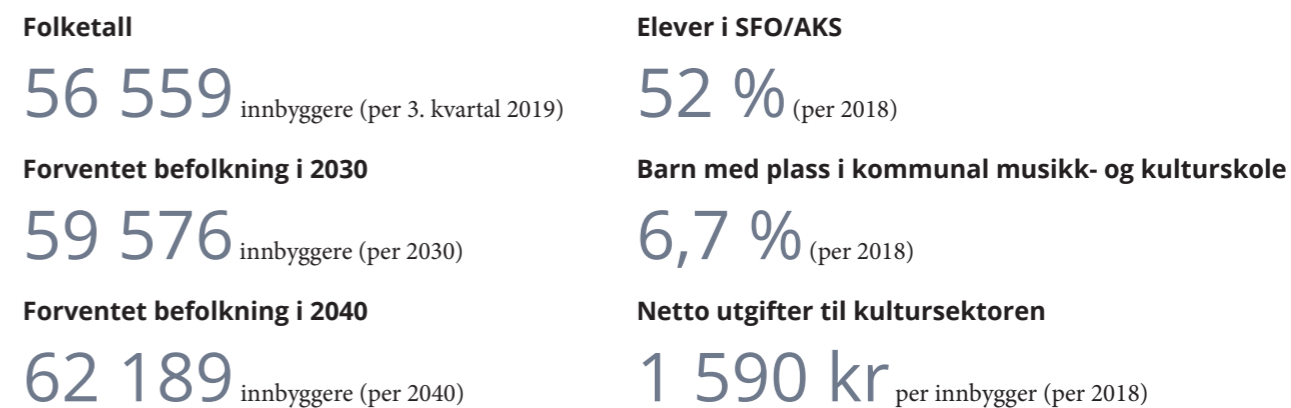 Folketall
56 559 innbyggere (per 3. kvartal 2019)
Forventet befolkning i 2030
59 576 innbyggere (per 2030)
Forventet befolkning i 2040
62 189 innbyggere (per 2040)
Elever i SFO/AKS
52 % (per 2018)
Barn med plass i kommunal musikk- og kulturskole
6,7 % (per 2018)
Netto utgifter til kultursektoren
1 590 kr per innbygger (per 2018)